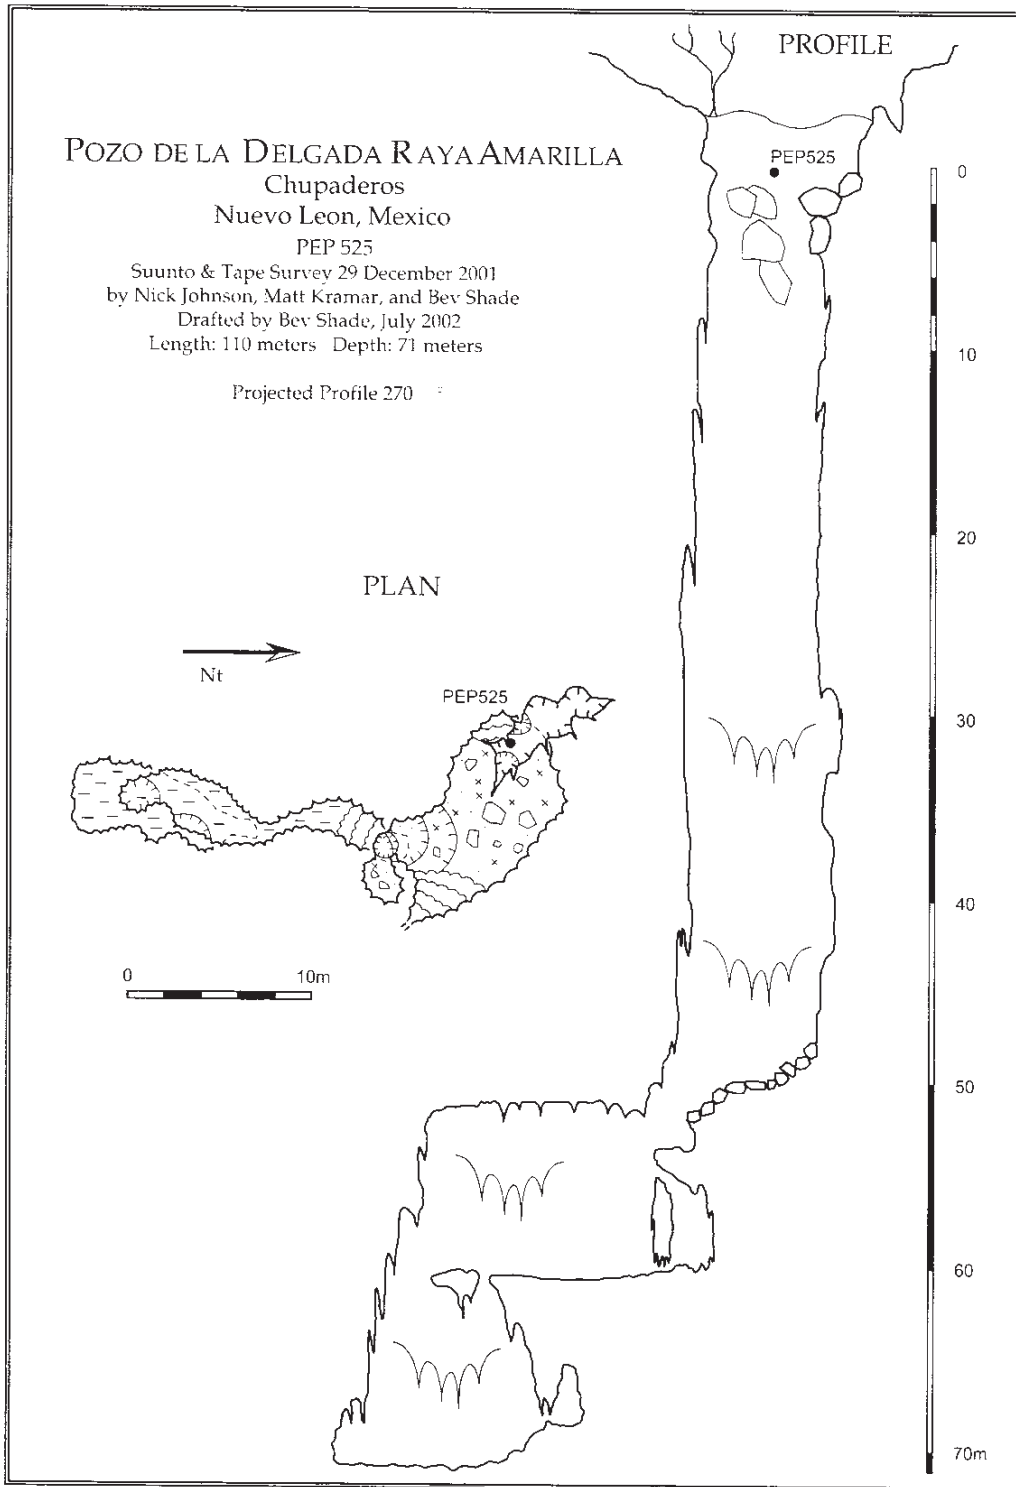 PROFILE
POZO DE LA DELGADA RAYA AMARILLA
Chupaderos
Nuevo Leon, Mexico
PEP 525
Suunto & Tape Survey 29 December 2001
by Nick Johnson, Matt Kramar, and Bev Shade
Drafted by Bev Shade, July 2002
Length: 110 meters Depth: 71 meters
Projected Profile 270
PEP525
0
10
20
30
40
50
60
70m
PLAN
Nt
PEP525
0 10m